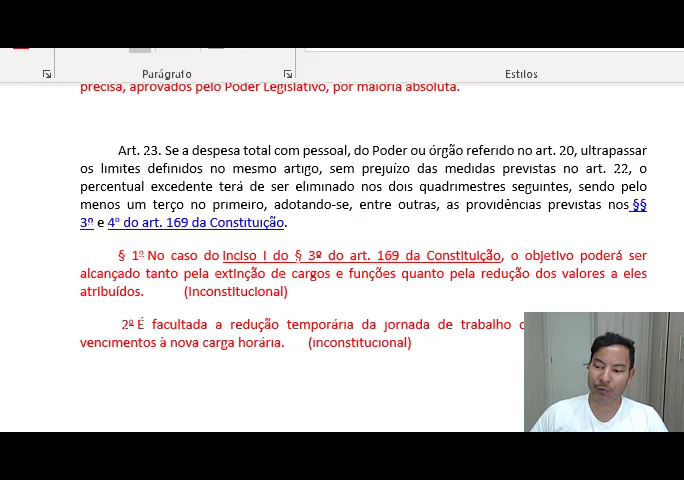 Parágrafo
Estilos
precisa, aprovados pelo Poder Legislativo, por maioria absoluta.
Art. 23. Se a despesa total com pessoal, do Poder ou órgão referido no art. 20, ultrapassar
os limites definidos no mesmo artigo, sem prejuízo das medidas previstas no art. 22, o
percentual excedente terá de ser eliminado nos dois quadrimestres seguintes, sendo pelo
menos um terço no primeiro, adotando-se, entre outras, as providências previstas nos §§
3º e 4º do art. 169 da Constituição.
§ 1º No caso do inciso I do § 3º do art. 169 da Constituição, o objetivo poderá ser
alcançado tanto pela extinção de cargos e funções quanto pela redução dos valores a eles
atribuídos. (Inconstitucional)
2º É facultada a redução temporária da jornada de trabalho
vencimentos à nova carga horária. (inconstitucional)